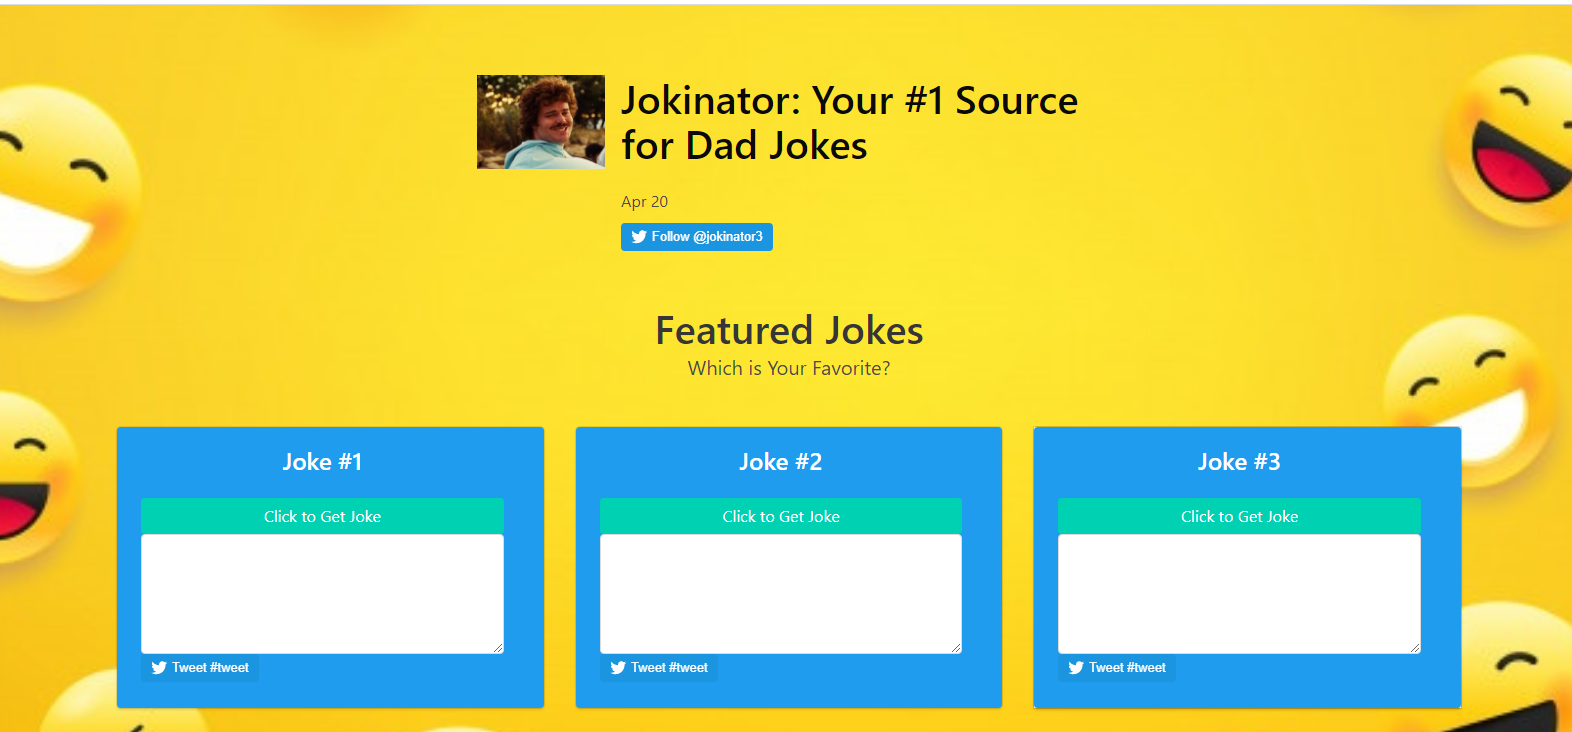 Jokinator: Your #1 Source
for Dad Jokes
Apr 20
Follow @jokinator3
Featured Jokes
Which is Your Favorite?
Joke #1
Click to Get Joke
Tweet #tweet
Joke #2
Click to Get Joke
Tweet #tweet
Joke #3
Click to Get Joke
Tweet #tweet